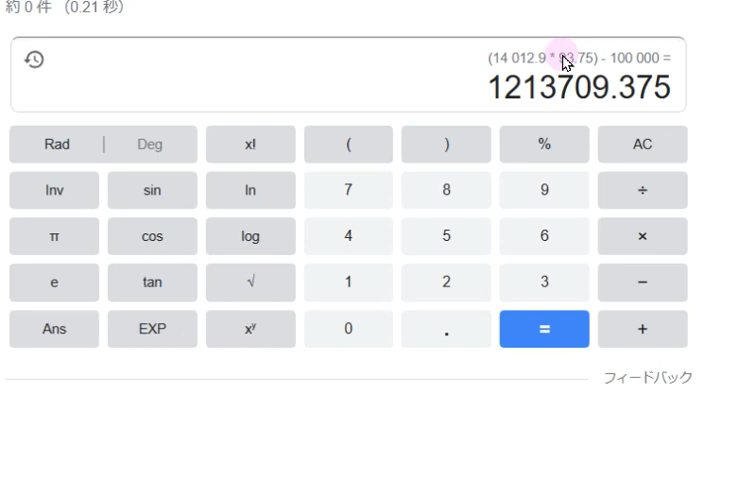 約 0 件 （0.21 秒）
(14 012.9 * 93.75) - 100 000 =
1213709.375
Rad | Deg x! ( ) % AC
Inv sin ln 7 8 9 ÷
π cos log 4 5 6 ×
e tan √ 1 2 3 −
Ans EXP xʸ 0 . = +
フィードバック